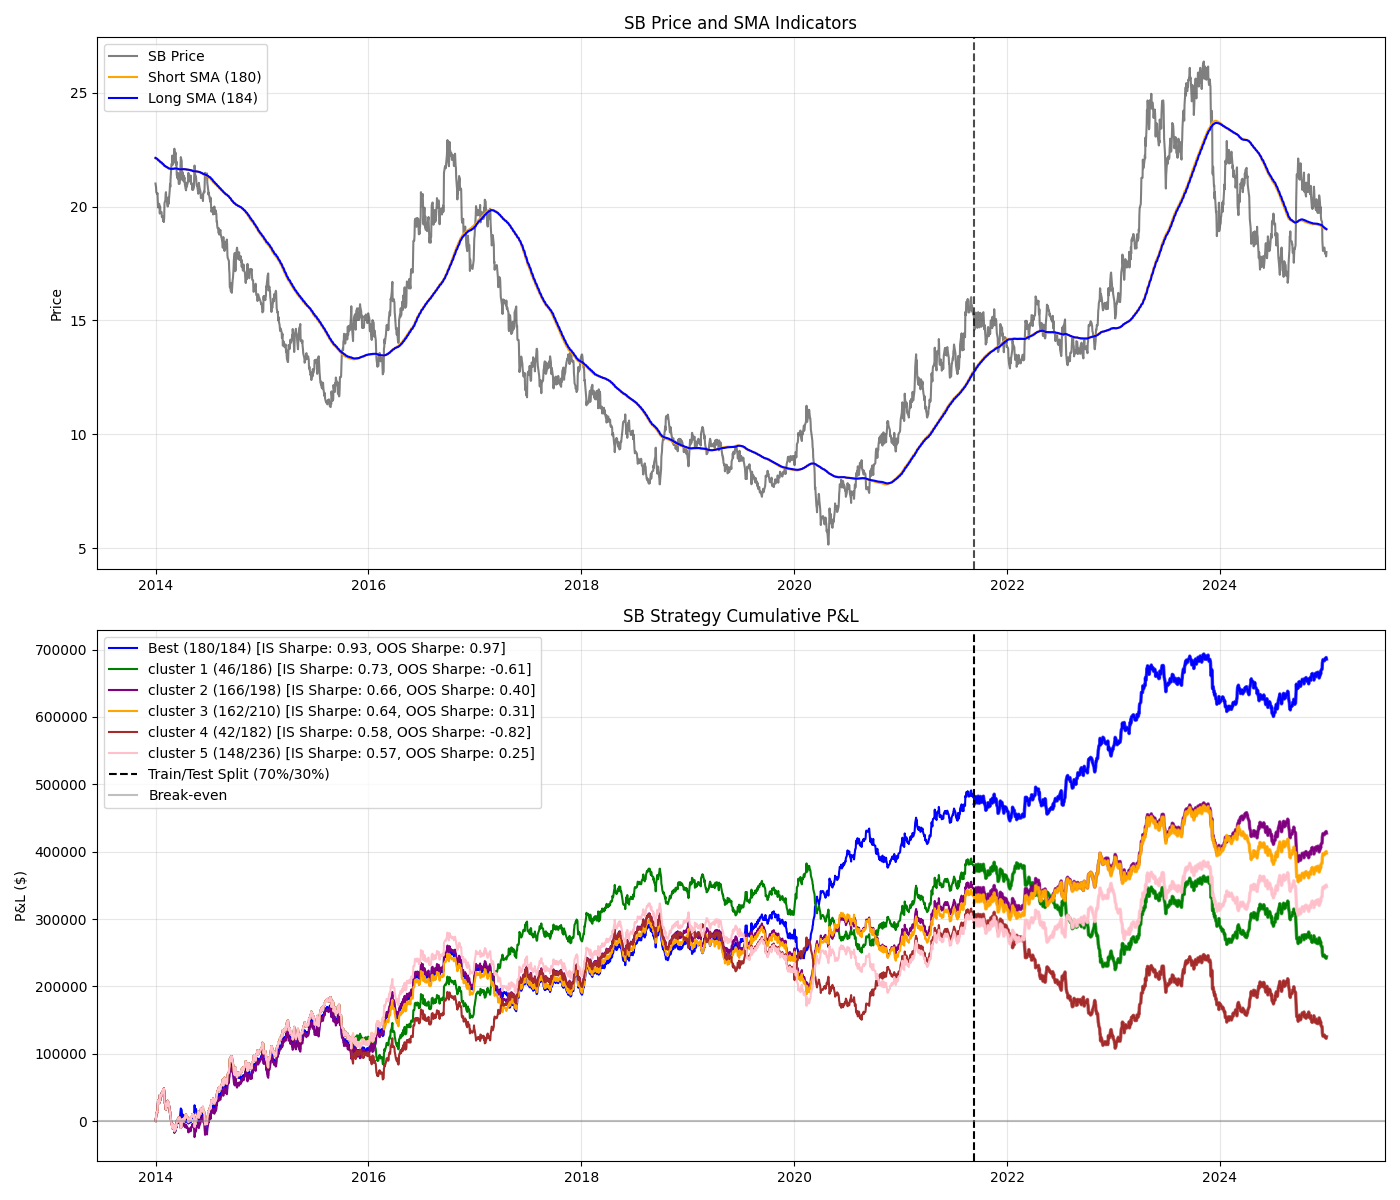 SB Price and SMA Indicators
SB Price
Short SMA (180)
Long SMA (184)
Price
25
20
15
10
5
2014 2016 2018 2020 2022 2024
SB Strategy Cumulative P&L
Best (180/184) [IS Sharpe: 0.93, OOS Sharpe: 0.97]
cluster 1 (46/186) [IS Sharpe: 0.73, OOS Sharpe: -0.61]
cluster 2 (166/198) [IS Sharpe: 0.66, OOS Sharpe: 0.40]
cluster 3 (162/210) [IS Sharpe: 0.64, OOS Sharpe: 0.31]
cluster 4 (42/182) [IS Sharpe: 0.58, OOS Sharpe: -0.82]
cluster 5 (148/236) [IS Sharpe: 0.57, OOS Sharpe: 0.25]
Train/Test Split (70%/30%)
Break-even
P&L ($)
700000
600000
500000
400000
300000
200000
100000
0
2014 2016 2018 2020 2022 2024